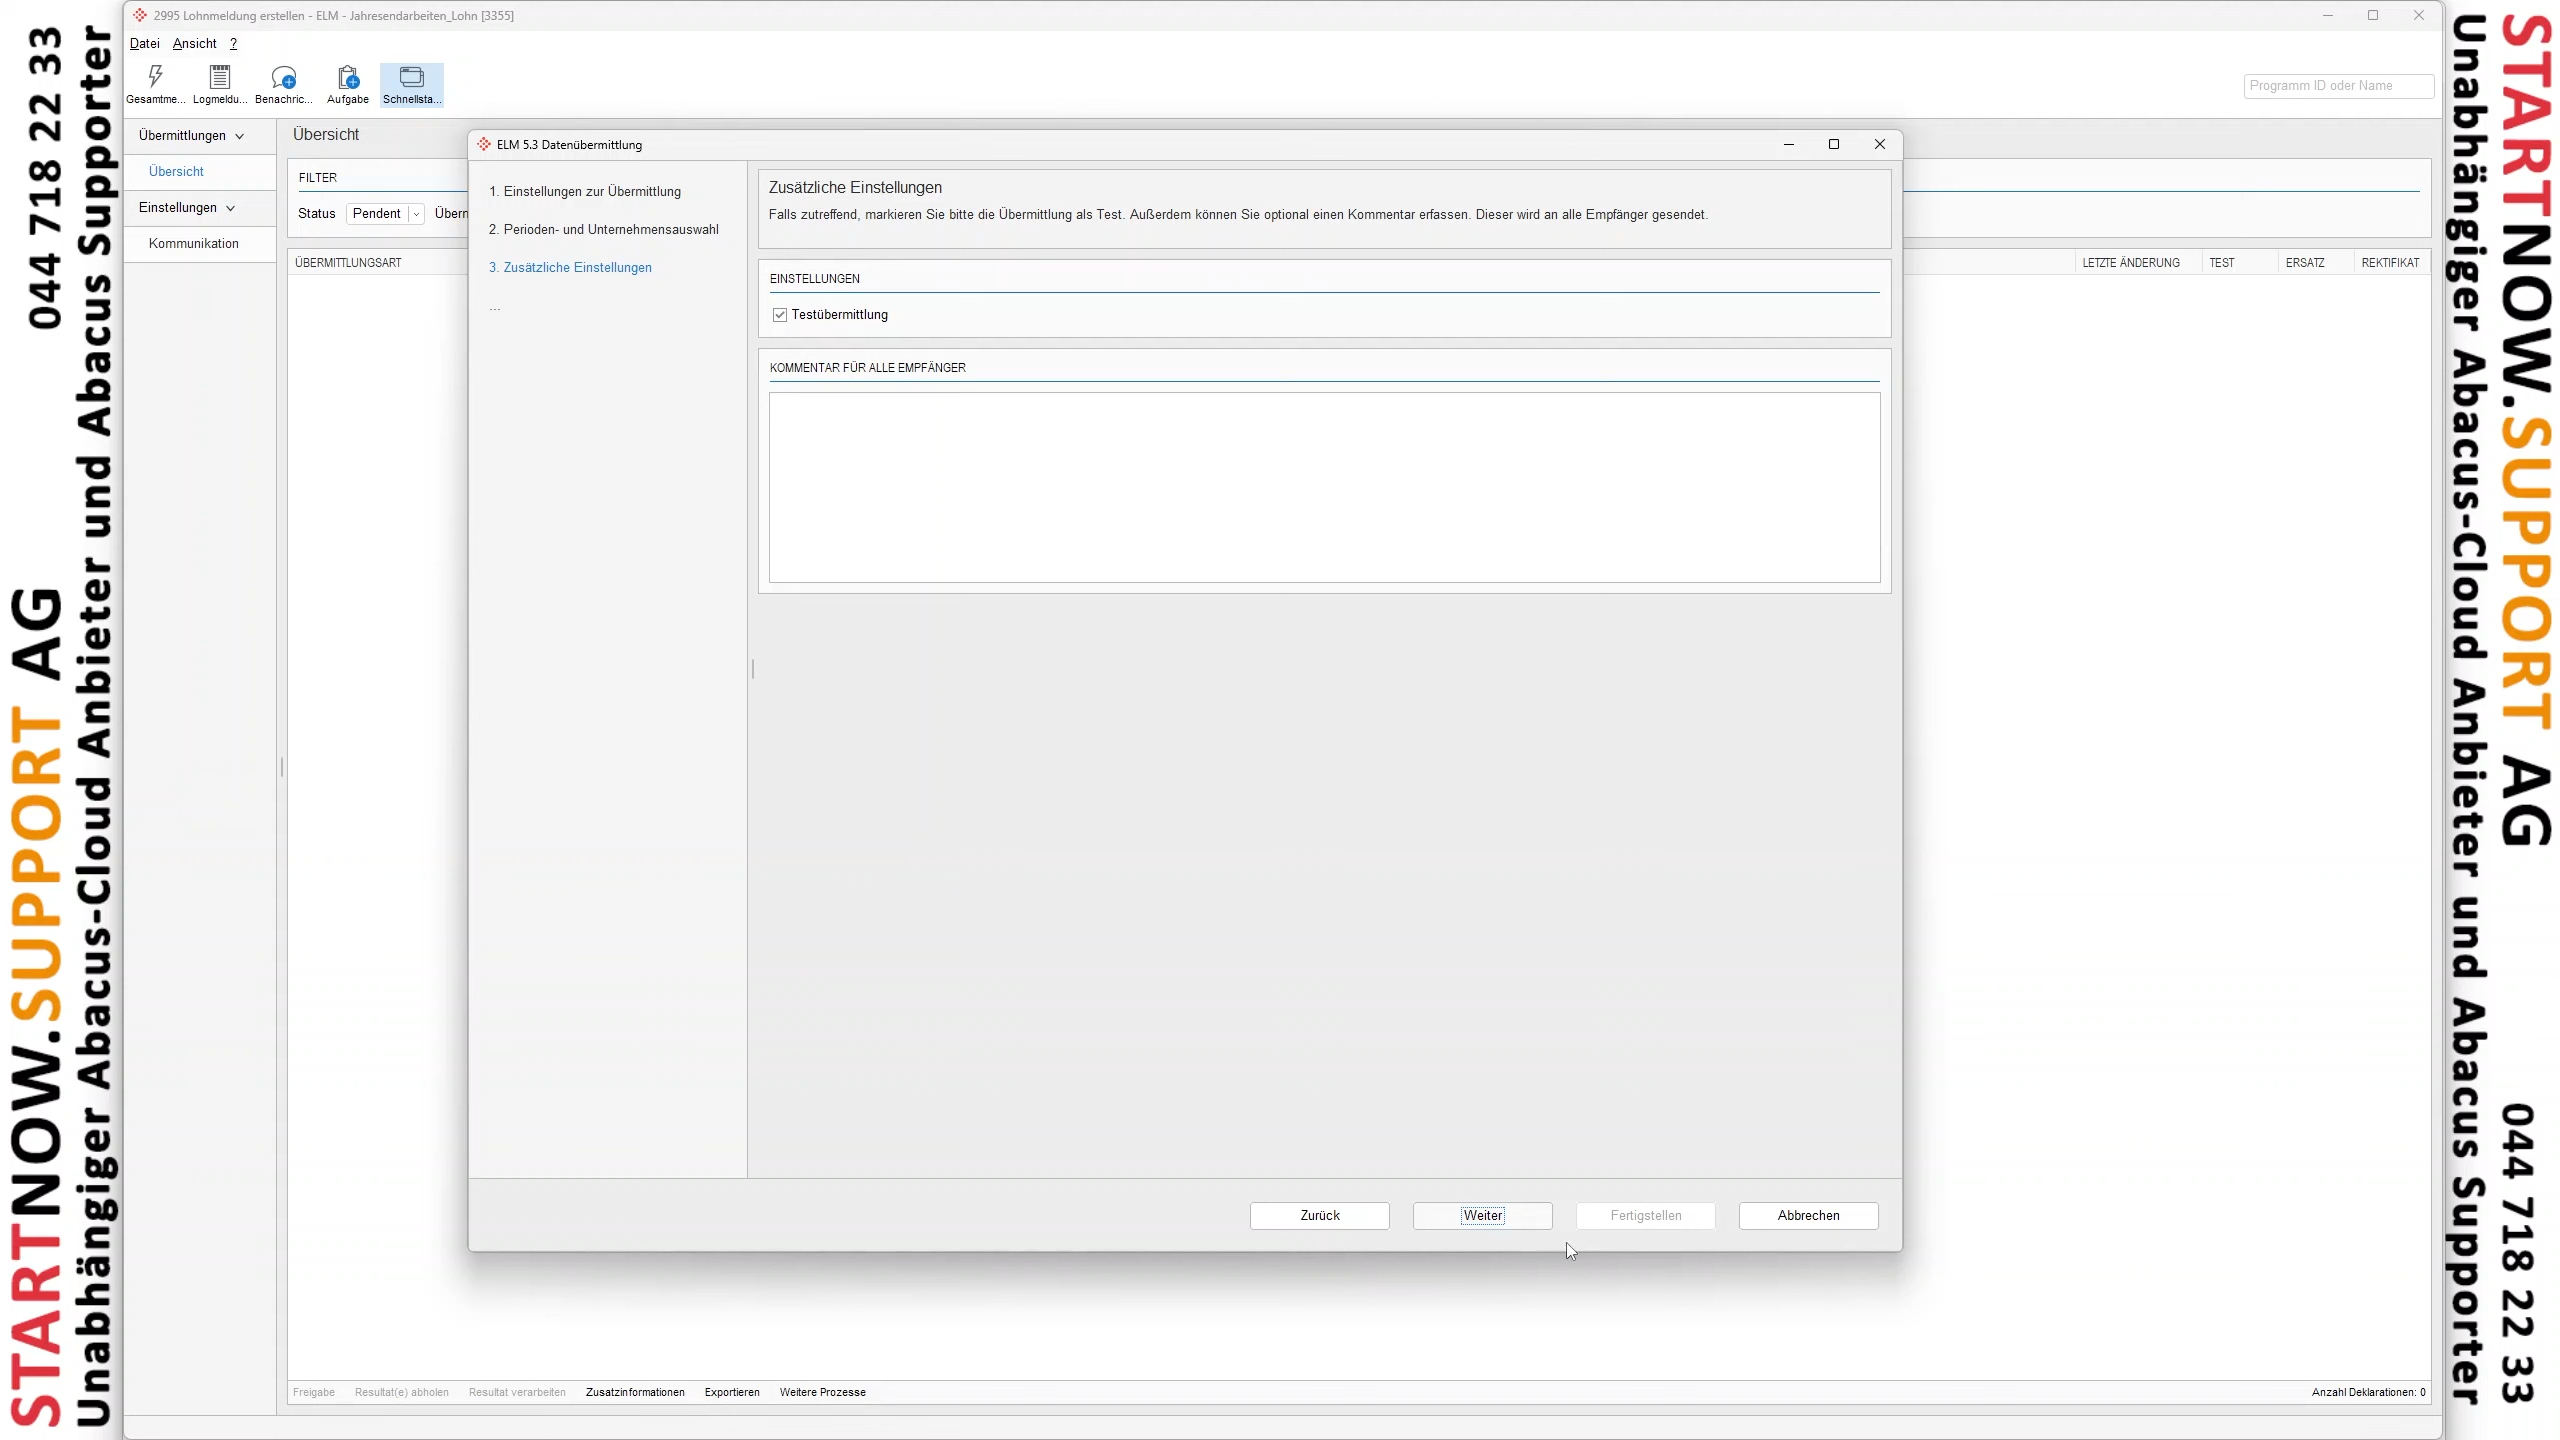 STARTNOW.SUPPORT AG 044 718 22 33
Unabhängiger Abacus-Cloud Anbieter und Abacus Supporter
2995 Lohnmeldung erstellen - ELM - Jahresendarbeiten_Lohn [3355]
Datei Ansicht ?
Gesamtme... Logmeldu... Benachric... Aufgabe Schnellsta...
Programm ID oder Name
Übermittlungen
Übersicht
Einstellungen
Kommunikation
Übersicht
FILTER
Status Pendent Übern
ÜBERMITTLUNGSART LETZTE ÄNDERUNG TEST ERSATZ REKTIFIKAT
ELM 5.3 Datenübermittlung
1. Einstellungen zur Übermittlung
2. Perioden- und Unternehmensauswahl
3. Zusätzliche Einstellungen
...
Zusätzliche Einstellungen
Falls zutreffend, markieren Sie bitte die Übermittlung als Test. Außerdem können Sie optional einen Kommentar erfassen. Dieser wird an alle Empfänger gesendet.
EINSTELLUNGEN
Testübermittlung
KOMMENTAR FÜR ALLE EMPFÄNGER
Zurück Weiter Fertigstellen Abbrechen
Freigabe Resultat(e) abholen Resultat verarbeiten Zusatzinformationen Exportieren Weitere Prozesse Anzahl Deklarationen: 0
STARTNOW.SUPPORT AG 044 718 22 33
Unabhängiger Abacus-Cloud Anbieter und Abacus Supporter